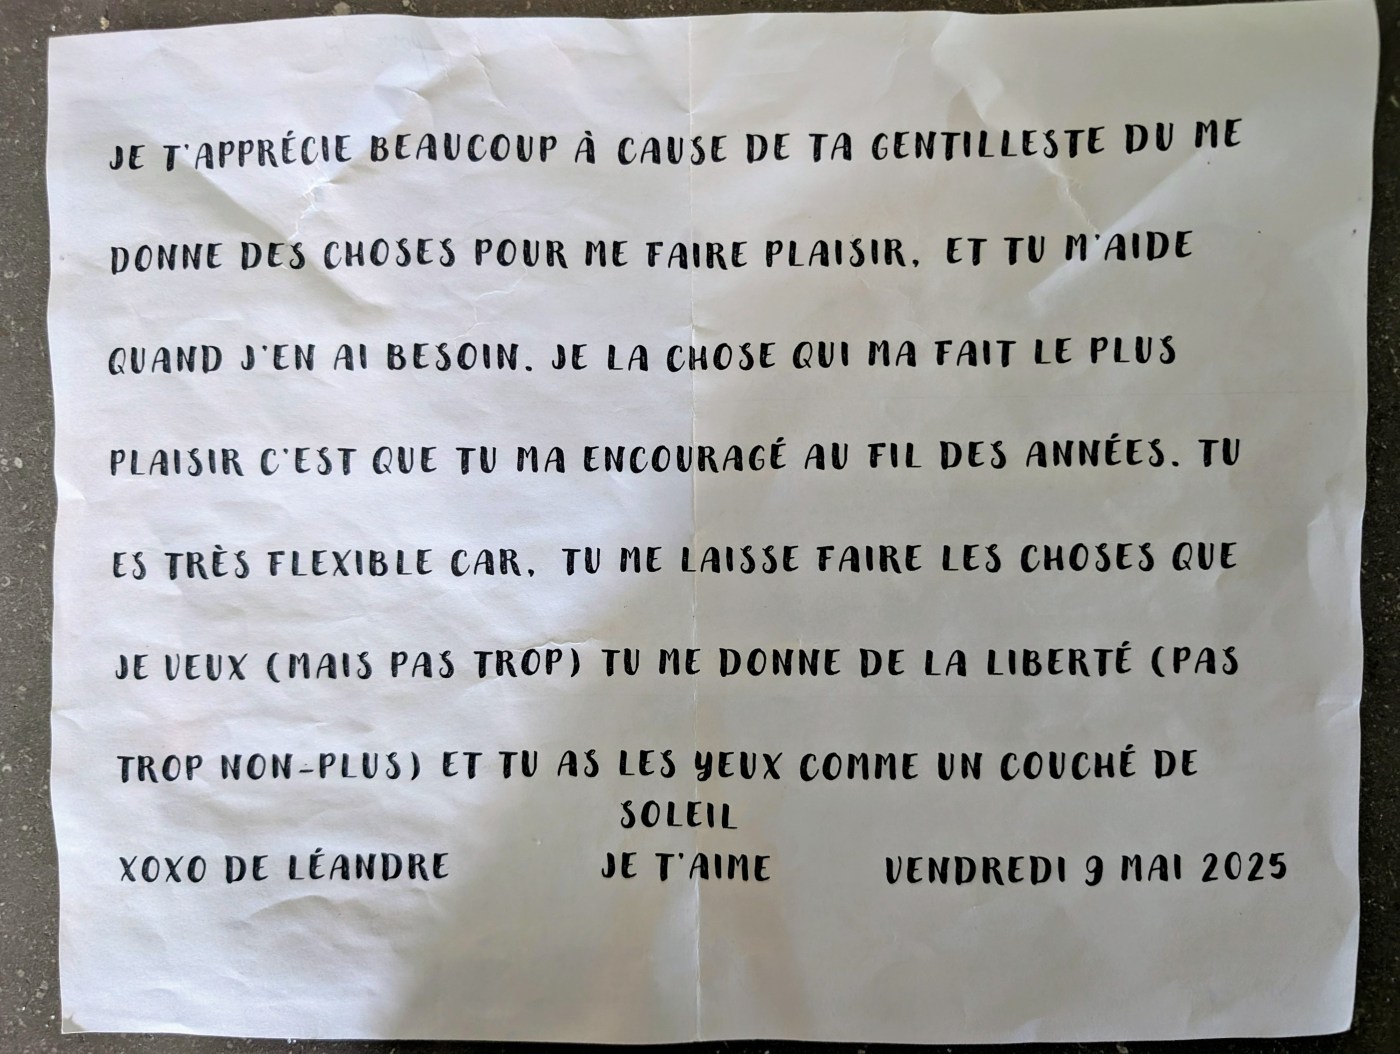 JE T'APPRÉCIE BEAUCOUP À CAUSE DE TA GENTILLESTE DU ME
DONNE DES CHOSES POUR ME FAIRE PLAISIR, ET TU M'AIDE
QUAND J'EN AI BESOIN. JE LA CHOSE QUI MA FAIT LE PLUS
PLAISIR C'EST QUE TU MA ENCOURAGÉ AU FIL DES ANNÉES. TU
ES TRÈS FLEXIBLE CAR, TU ME LAISSE FAIRE LES CHOSES QUE
JE VEUX (MAIS PAS TROP) TU ME DONNE DE LA LIBERTÉ (PAS
TROP NON-PLUS) ET TU AS LES YEUX COMME UN COUCHÉ DE
SOLEIL
XOXO DE LÉANDRE JE T'AIME VENDREDI 9 MAI 2025